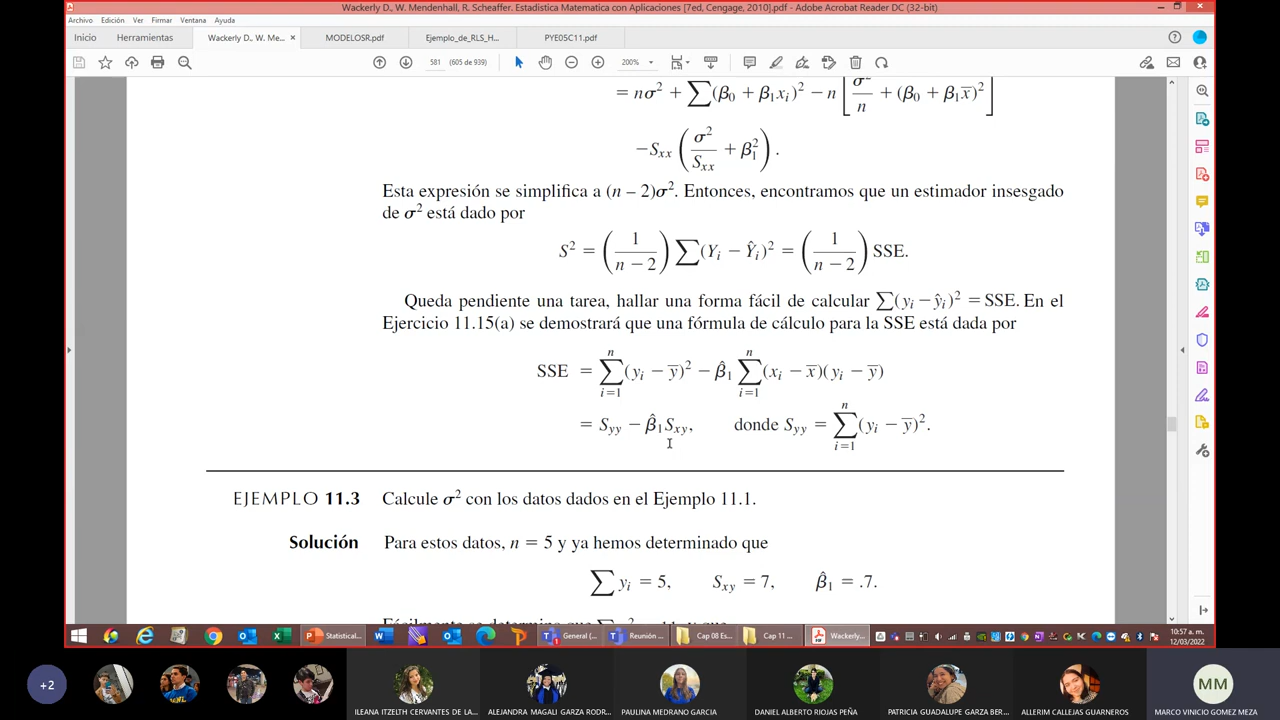 Wackerly D., W. Mendenhall, R. Scheaffer. Estadistica Matematica con Aplicaciones [7ed, Cengage, 2010].pdf - Adobe Acrobat Reader DC (32-bit)
Archivo Edición Ver Firmar Ventana Ayuda
Inicio Herramientas Wackerly D., W. Me... × MODELOSR.pdf Ejemplo_de_RLS_H... PYE05C11.pdf
581 (605 de 939) 200%
= nσ² + ∑(β₀ + β₁xᵢ)² − n [σ²/n + (β₀ + β₁x̄)²]
−Sₓₓ (σ²/Sₓₓ + β₁²).
Esta expresión se simplifica a (n – 2)σ². Entonces, encontramos que un estimador insesgado
de σ² está dado por
S² = (1/(n − 2)) ∑(Yᵢ − Ŷᵢ)² = (1/(n − 2)) SSE.
Queda pendiente una tarea, hallar una forma fácil de calcular ∑(yᵢ − ŷᵢ)² = SSE. En el
Ejercicio 11.15(a) se demostrará que una fórmula de cálculo para la SSE está dada por
SSE = ∑ⁿᵢ₌₁(yᵢ − ȳ)² − β̂₁ ∑ⁿᵢ₌₁(xᵢ − x̄)(yᵢ − ȳ)
= Syy − β̂₁Sxy, donde Syy = ∑ⁿᵢ₌₁(yᵢ − ȳ)².
EJEMPLO 11.3 Calcule σ² con los datos dados en el Ejemplo 11.1.
Solución Para estos datos, n = 5 y ya hemos determinado que
∑ yᵢ = 5, Sxy = 7, β̂₁ = .7.
Statistical... General (... Reunión ... Cap 08 Es... Cap 11 ... Wackerly...
10:57 a. m.
12/03/2022
+2
ILEANA ITZELTH CERVANTES DE LA... ALEJANDRA MAGALI GARZA RODR... PAULINA MEDRANO GARCIA DANIEL ALBERTO RIOJAS PEÑA PATRICIA GUADALUPE GARZA BER... ALLERIM CALLEJAS GUARNEROS MM MARCO VINICIO GOMEZ MEZA